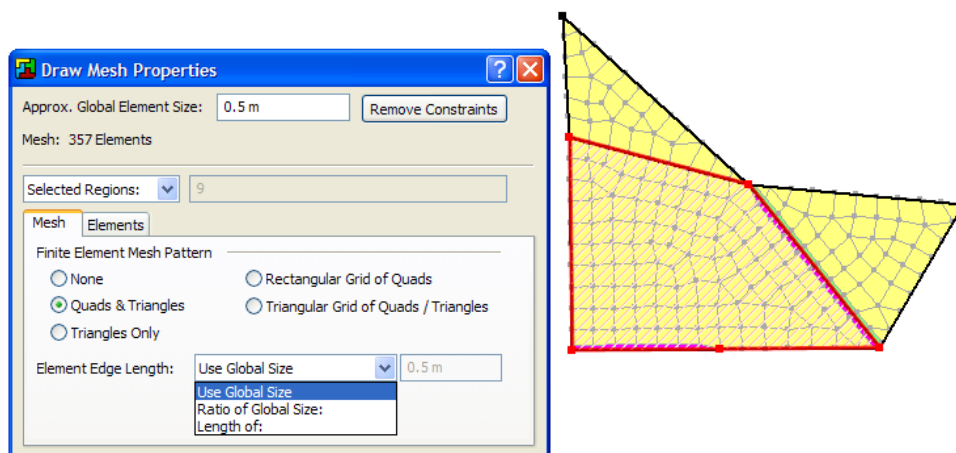 Draw Mesh Properties
Approx. Global Element Size: 0.5 m Remove Constraints
Mesh: 357 Elements
Selected Regions: 9
Mesh Elements
Finite Element Mesh Pattern
None Rectangular Grid of Quads
Quads & Triangles Triangular Grid of Quads / Triangles
Triangles Only
Element Edge Length: Use Global Size 0.5 m
Use Global Size
Ratio of Global Size:
Length of: